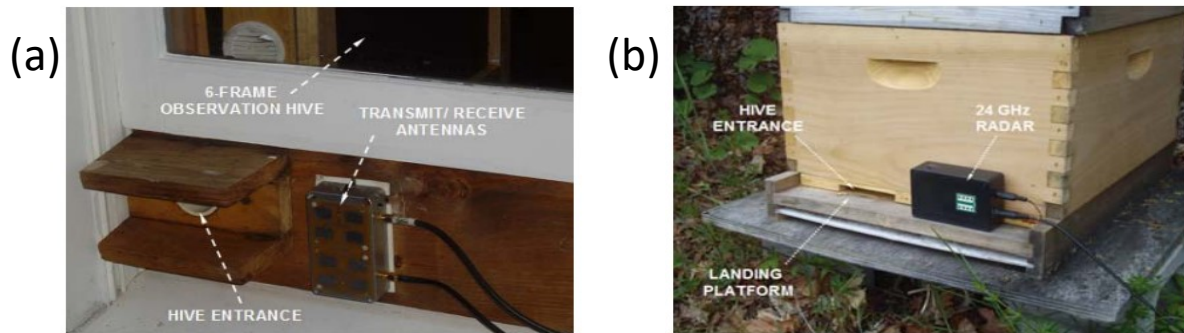 (a)
6-FRAME
OBSERVATION HIVE
TRANSMIT/ RECEIVE
ANTENNAS
HIVE ENTRANCE
(b)
HIVE
ENTRANCE
24 GHz
RADAR
LANDING
PLATFORM